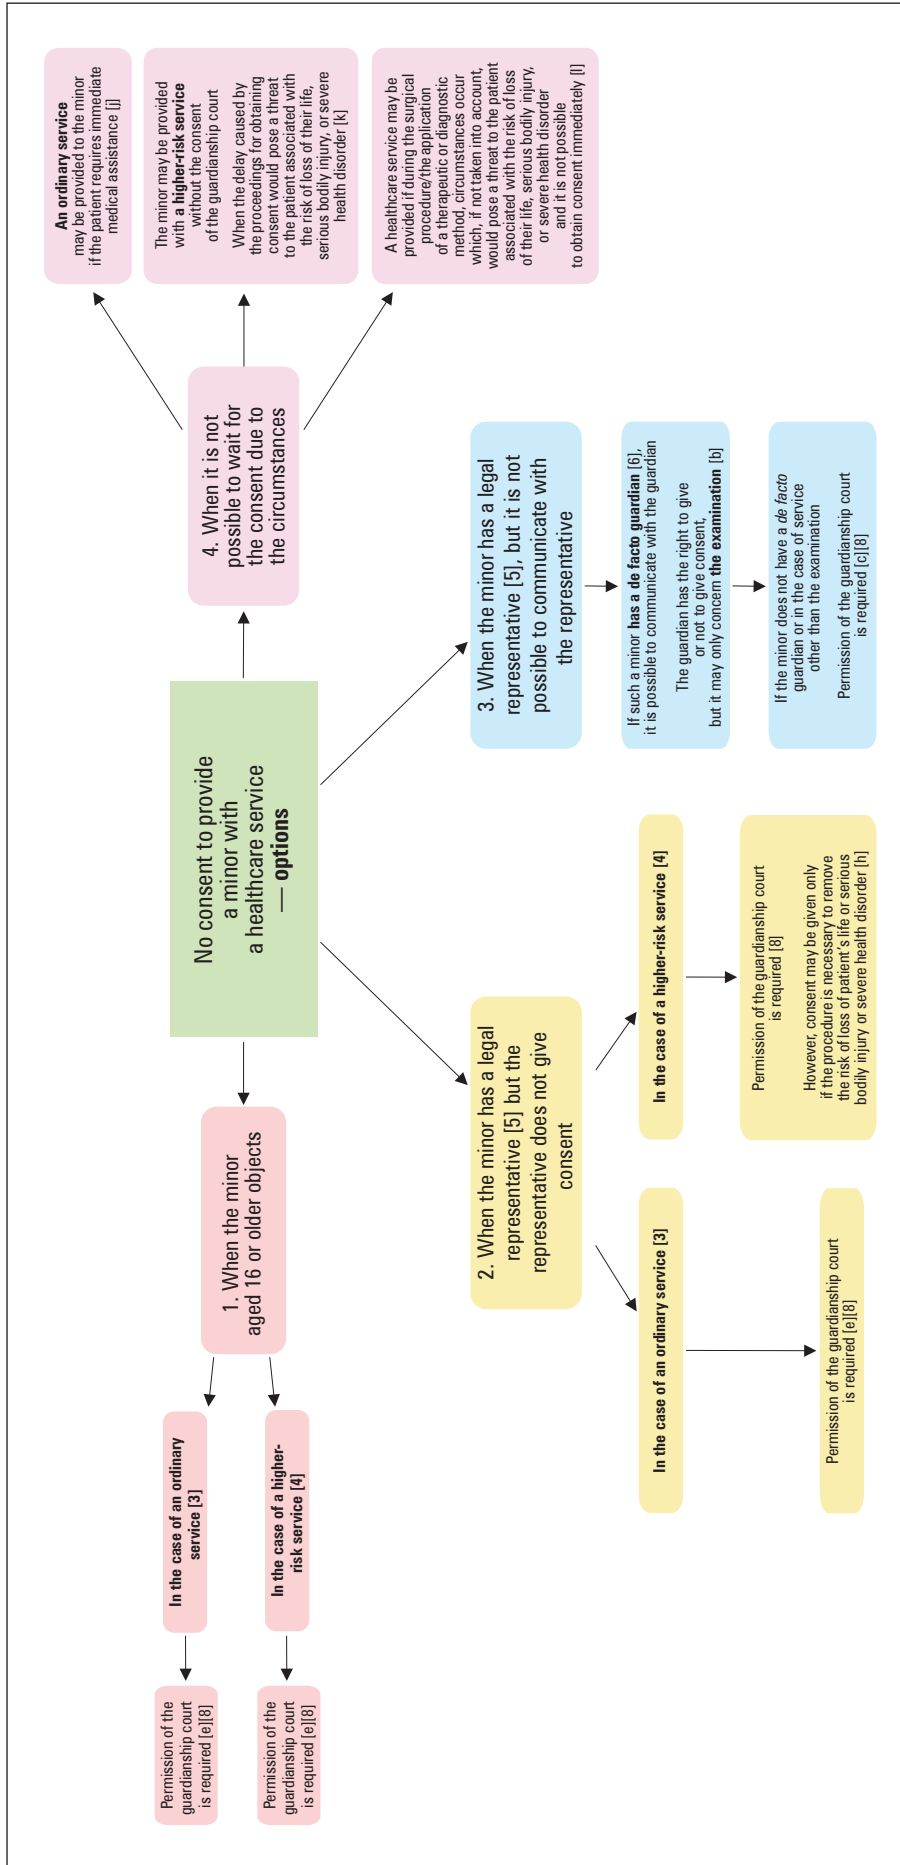 No consent to provide
a minor with
a healthcare service
— options
1. When the minor
aged 16 or older objects
In the case of an ordinary
service [3]
Permission of the
guardianship court
is required [e][8]
In the case of a higher-
risk service [4]
Permission of the
guardianship court
is required [e][8]
2. When the minor has a legal
representative [5] but the
representative does not give
consent
In the case of an ordinary service [3]
Permission of the guardianship court
is required [e][8]
In the case of a higher-risk service [4]
Permission of the guardianship court
is required [8]
However, consent may be given only
if the procedure is necessary to remove
the risk of loss of patient's life or serious
bodily injury or severe health disorder [h]
3. When the minor has a legal
representative [5], but it is not
possible to communicate with
the representative
If such a minor has a de facto guardian [6],
it is possible to communicate with the guardian
The guardian has the right to give
or not to give consent,
but it may only concern the examination [b]
If the minor does not have a de facto
guardian or in the case of service
other than the examination
Permission of the guardianship court
is required [c][8]
4. When it is not
possible to wait for
the consent due to
the circumstances
An ordinary service
may be provided to the minor
if the patient requires immediate
medical assistance [j]
The minor may be provided
with a higher-risk service
without the consent
of the guardianship court
When the delay caused by
the proceedings for obtaining
consent would pose a threat
to the patient associated with
the risk of loss of their life,
serious bodily injury, or severe
health disorder [k]
A healthcare service may be
provided if during the surgical
procedure/the application
of a therapeutic or diagnostic
method, circumstances occur
which, if not taken into account,
would pose a threat to the patient
associated with the risk of loss
of their life, serious bodily injury,
or severe health disorder
and it is not possible
to obtain consent immediately [l]